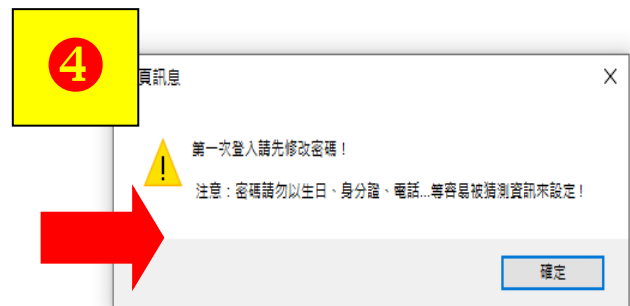 ❹
頁訊息
第一次登入請先修改密碼！
注意：密碼請勿以生日、身分證、電話...等容易被猜測資訊來設定！
確定